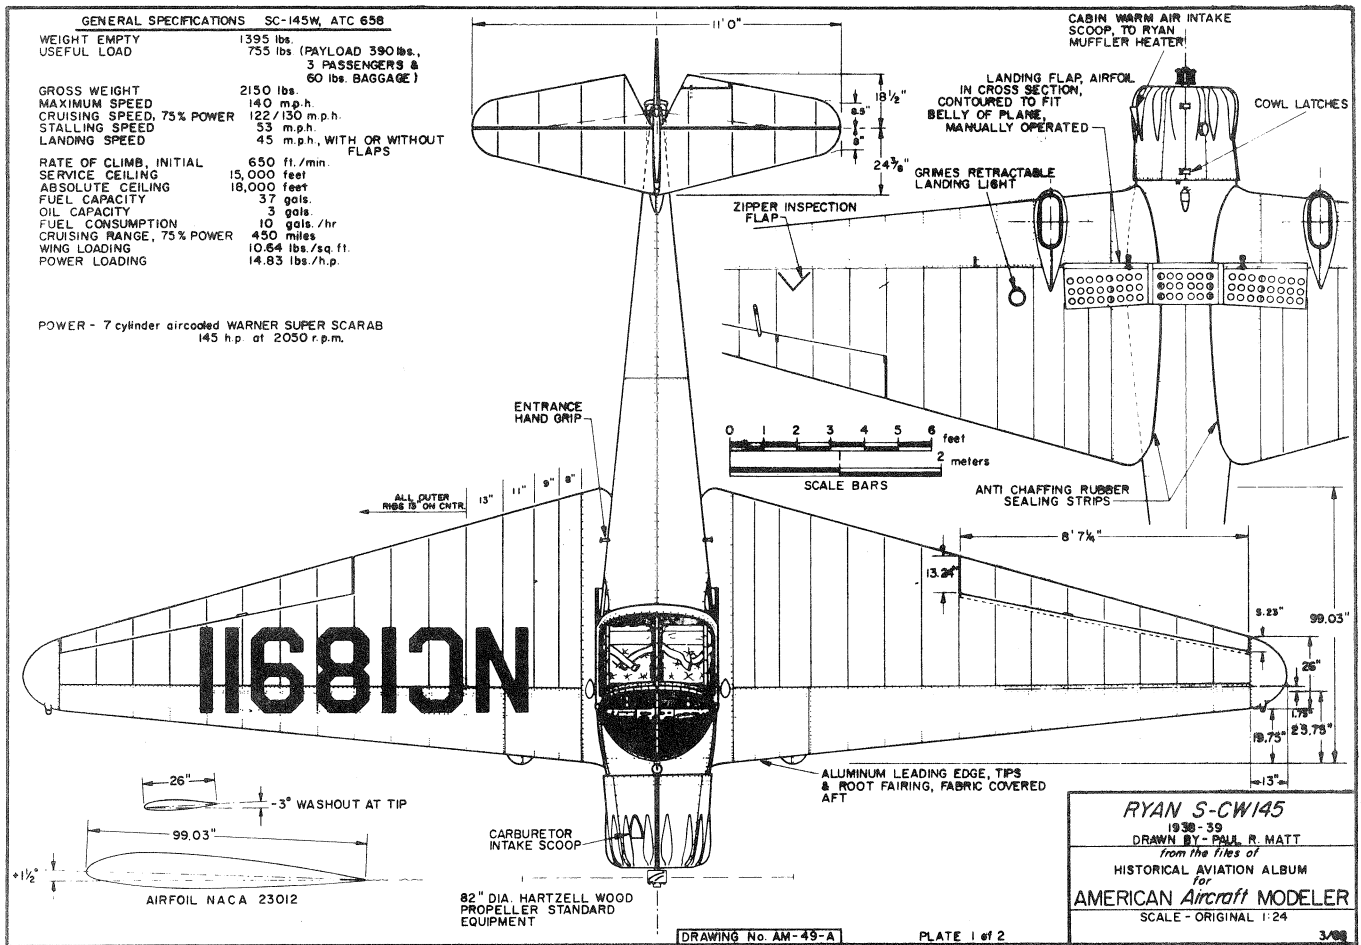 GENERAL SPECIFICATIONS SC-145W, ATC 658
WEIGHT EMPTY 1395 lbs.
USEFUL LOAD 755 lbs (PAYLOAD 390 lbs.,
3 PASSENGERS &
60 lbs. BAGGAGE)
GROSS WEIGHT 2150 lbs.
MAXIMUM SPEED 140 m.p.h.
CRUISING SPEED, 75% POWER 122/130 m.p.h.
STALLING SPEED 53 m.p.h.
LANDING SPEED 45 m.p.h., WITH OR WITHOUT
FLAPS
RATE OF CLIMB, INITIAL 650 ft./min.
SERVICE CEILING 15,000 feet
ABSOLUTE CEILING 18,000 feet
FUEL CAPACITY 37 gals.
OIL CAPACITY 3 gals.
FUEL CONSUMPTION 10 gals./hr
CRUISING RANGE, 75% POWER 450 miles
WING LOADING 10.64 lbs./sq. ft.
POWER LOADING 14.83 lbs./h.p.
POWER - 7 cylinder aircooled WARNER SUPER SCARAB
145 h.p. at 2050 r.p.m.
11' 0"
18½"
8.5"
8"
24⅜"
CABIN WARM AIR INTAKE
SCOOP, TO RYAN
MUFFLER HEATER
LANDING FLAP, AIRFOIL
IN CROSS SECTION,
CONTOURED TO FIT
BELLY OF PLANE,
MANUALLY OPERATED
COWL LATCHES
GRIMES RETRACTABLE
LANDING LIGHT
ZIPPER INSPECTION
FLAP
ENTRANCE
HAND GRIP
0 1 2 3 4 5 6 feet
2 meters
SCALE BARS
ANTI CHAFFING RUBBER
SEALING STRIPS
ALL OUTER
RIBS 13" ON CNTR.
13" 11" 9" 8"
8' 7¼"
13.24"
5.23"
99.03"
26"
1.75"
23.75"
19.75"
13"
NC18911
ALUMINUM LEADING EDGE, TIPS
& ROOT FAIRING, FABRIC COVERED
AFT
26"
-3° WASHOUT AT TIP
99.03"
+1½°
AIRFOIL NACA 23012
CARBURETOR
INTAKE SCOOP
82" DIA. HARTZELL WOOD
PROPELLER STANDARD
EQUIPMENT
RYAN S-CW145
1938-39
DRAWN BY - PAUL R. MATT
from the files of
HISTORICAL AVIATION ALBUM
for
AMERICAN Aircraft MODELER
SCALE - ORIGINAL 1:24
DRAWING No. AM-49-A
PLATE 1 of 2